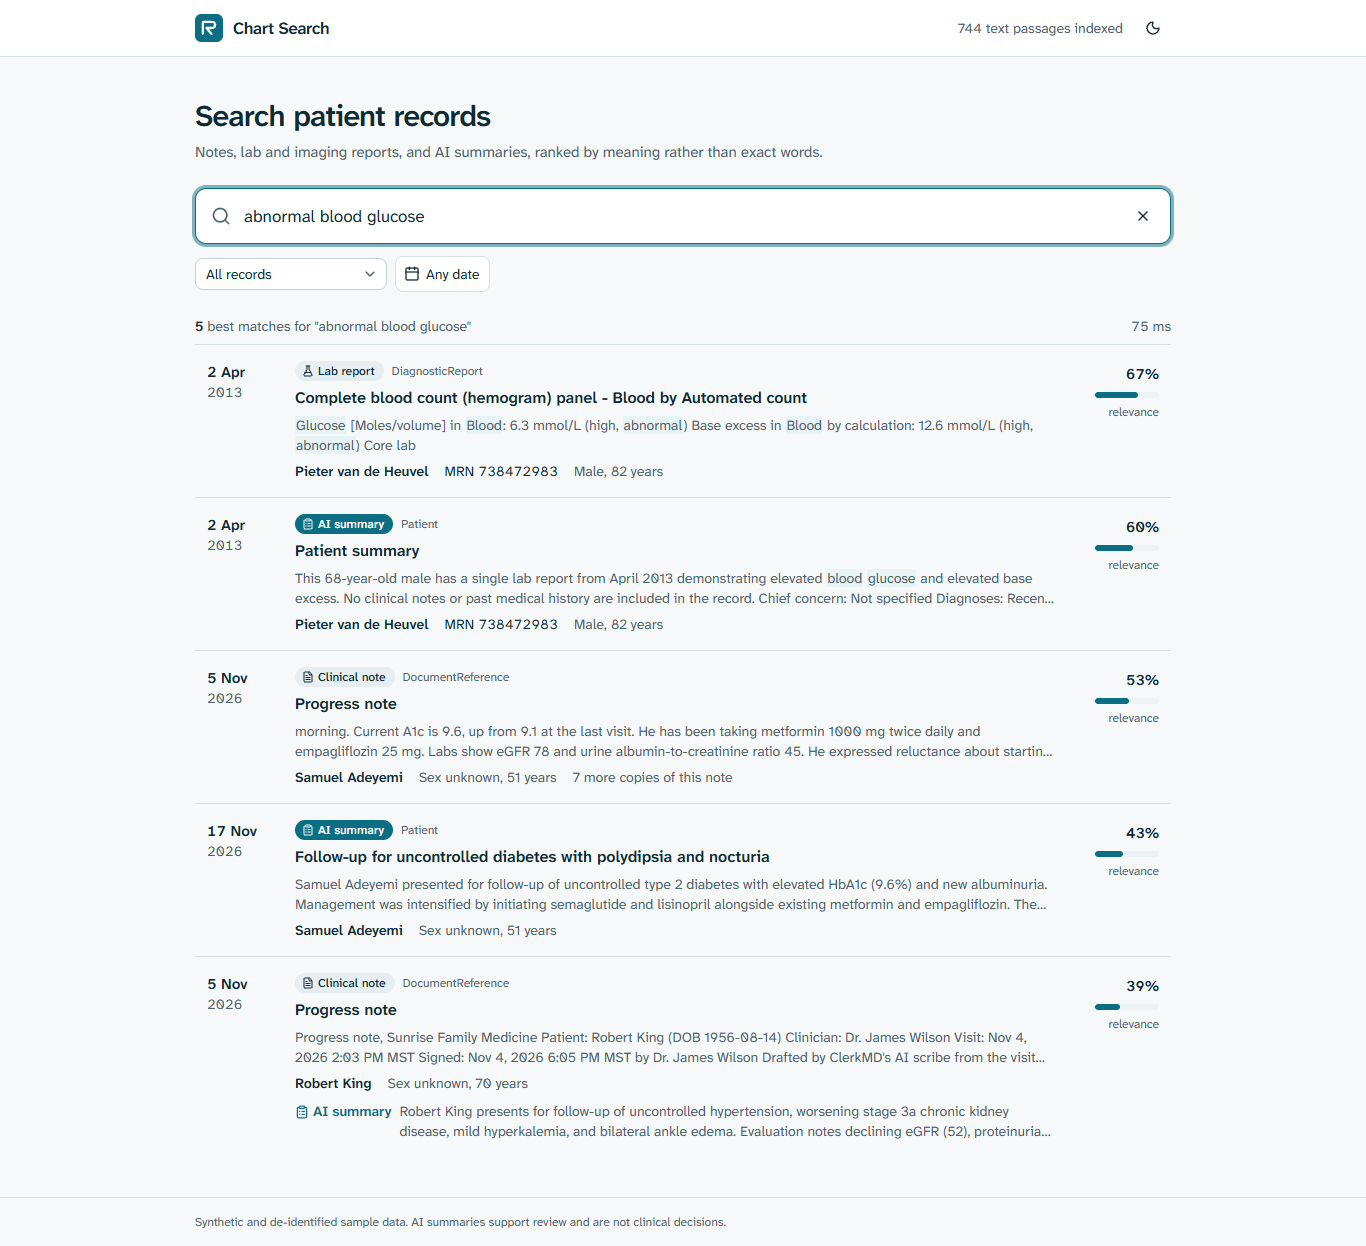 Chart Search
744 text passages indexed
Search patient records
Notes, lab and imaging reports, and AI summaries, ranked by meaning rather than exact words.
abnormal blood glucose
All records
Any date
5 best matches for "abnormal blood glucose"
75 ms
2 Apr
2013
Lab report DiagnosticReport
Complete blood count (hemogram) panel - Blood by Automated count
Glucose [Moles/volume] in Blood: 6.3 mmol/L (high, abnormal) Base excess in Blood by calculation: 12.6 mmol/L (high,
abnormal) Core lab
Pieter van de Heuvel MRN 738472983 Male, 82 years
67%
relevance
2 Apr
2013
AI summary Patient
Patient summary
This 68-year-old male has a single lab report from April 2013 demonstrating elevated blood glucose and elevated base
excess. No clinical notes or past medical history are included in the record. Chief concern: Not specified Diagnoses: Recen...
Pieter van de Heuvel MRN 738472983 Male, 82 years
60%
relevance
5 Nov
2026
Clinical note DocumentReference
Progress note
morning. Current A1c is 9.6, up from 9.1 at the last visit. He has been taking metformin 1000 mg twice daily and
empagliflozin 25 mg. Labs show eGFR 78 and urine albumin-to-creatinine ratio 45. He expressed reluctance about startin...
Samuel Adeyemi Sex unknown, 51 years 7 more copies of this note
53%
relevance
17 Nov
2026
AI summary Patient
Follow-up for uncontrolled diabetes with polydipsia and nocturia
Samuel Adeyemi presented for follow-up of uncontrolled type 2 diabetes with elevated HbA1c (9.6%) and new albuminuria.
Management was intensified by initiating semaglutide and lisinopril alongside existing metformin and empagliflozin. The...
Samuel Adeyemi Sex unknown, 51 years
43%
relevance
5 Nov
2026
Clinical note DocumentReference
Progress note
Progress note, Sunrise Family Medicine Patient: Robert King (DOB 1956-08-14) Clinician: Dr. James Wilson Visit: Nov 4,
2026 2:03 PM MST Signed: Nov 4, 2026 6:05 PM MST by Dr. James Wilson Drafted by ClerkMD's AI scribe from the visit...
Robert King Sex unknown, 70 years
AI summary Robert King presents for follow-up of uncontrolled hypertension, worsening stage 3a chronic kidney
disease, mild hyperkalemia, and bilateral ankle edema. Evaluation notes declining eGFR (52), proteinuria...
39%
relevance
Synthetic and de-identified sample data. AI summaries support review and are not clinical decisions.